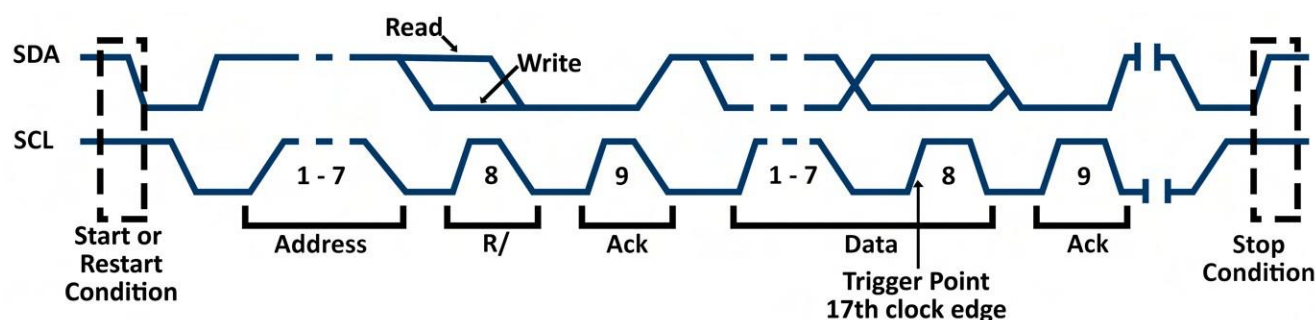 Read
Write
SDA
SCL
1 - 7
8
9
1 - 7
8
9
Address
R/
Ack
Data
Ack
Start or
Restart
Condition
Trigger Point
17th clock edge
Stop
Condition